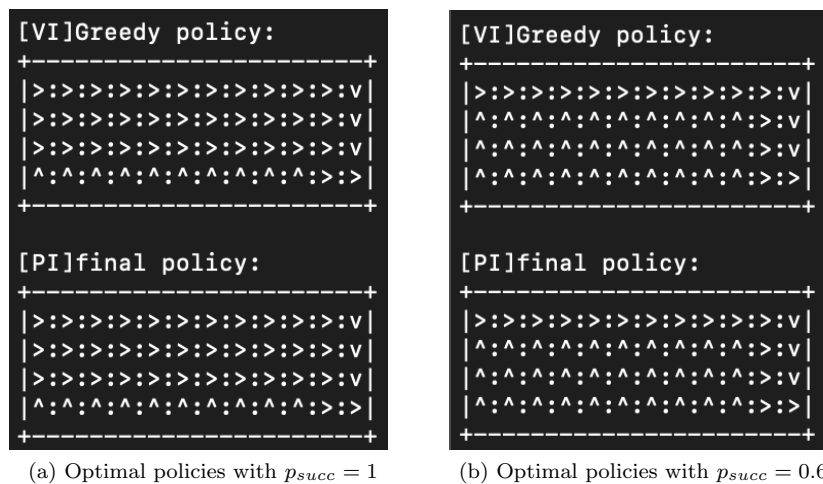 [VI]Greedy policy:
+-----------------------+
|>:>:>:>:>:>:>:>:>:>:>:v|
|>:>:>:>:>:>:>:>:>:>:>:v|
|>:>:>:>:>:>:>:>:>:>:>:v|
|^:^:^:^:^:^:^:^:^:^:>:>|
+-----------------------+
[PI]final policy:
+-----------------------+
|>:>:>:>:>:>:>:>:>:>:>:v|
|>:>:>:>:>:>:>:>:>:>:>:v|
|>:>:>:>:>:>:>:>:>:>:>:v|
|^:^:^:^:^:^:^:^:^:^:>:>|
+-----------------------+
(a) Optimal policies with p_succ = 1
[VI]Greedy policy:
+-----------------------+
|>:>:>:>:>:>:>:>:>:>:>:v|
|^:^:^:^:^:^:^:^:^:^:>:v|
|^:^:^:^:^:^:^:^:^:^:>:v|
|^:^:^:^:^:^:^:^:^:^:>:>|
+-----------------------+
[PI]final policy:
+-----------------------+
|>:>:>:>:>:>:>:>:>:>:>:v|
|^:^:^:^:^:^:^:^:^:^:>:v|
|^:^:^:^:^:^:^:^:^:^:>:v|
|^:^:^:^:^:^:^:^:^:^:>:>|
+-----------------------+
(b) Optimal policies with p_succ = 0.6